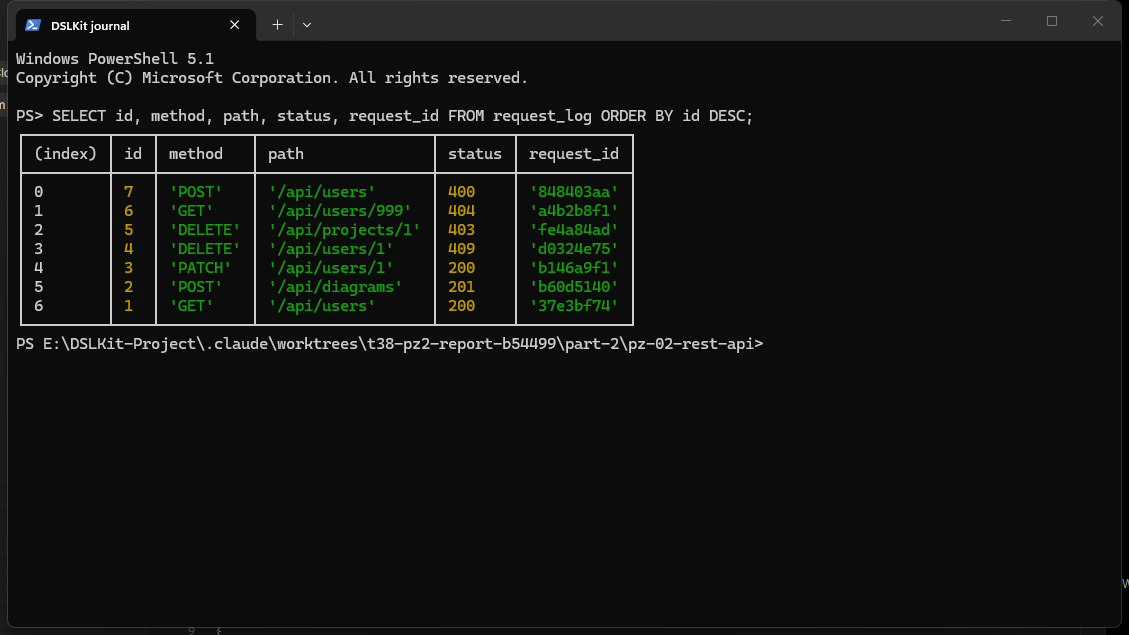 DSLKit journal
Windows PowerShell 5.1
Copyright (C) Microsoft Corporation. All rights reserved.
PS> SELECT id, method, path, status, request_id FROM request_log ORDER BY id DESC;
(index) id method path status request_id
0 7 'POST' '/api/users' 400 '848403aa'
1 6 'GET' '/api/users/999' 404 'a4b2b8f1'
2 5 'DELETE' '/api/projects/1' 403 'fe4a84ad'
3 4 'DELETE' '/api/users/1' 409 'd0324e75'
4 3 'PATCH' '/api/users/1' 200 'b146a9f1'
5 2 'POST' '/api/diagrams' 201 'b60d5140'
6 1 'GET' '/api/users' 200 '37e3bf74'
PS E:\DSLKit-Project\.claude\worktrees\t38-pz2-report-b54499\part-2\pz-02-rest-api>